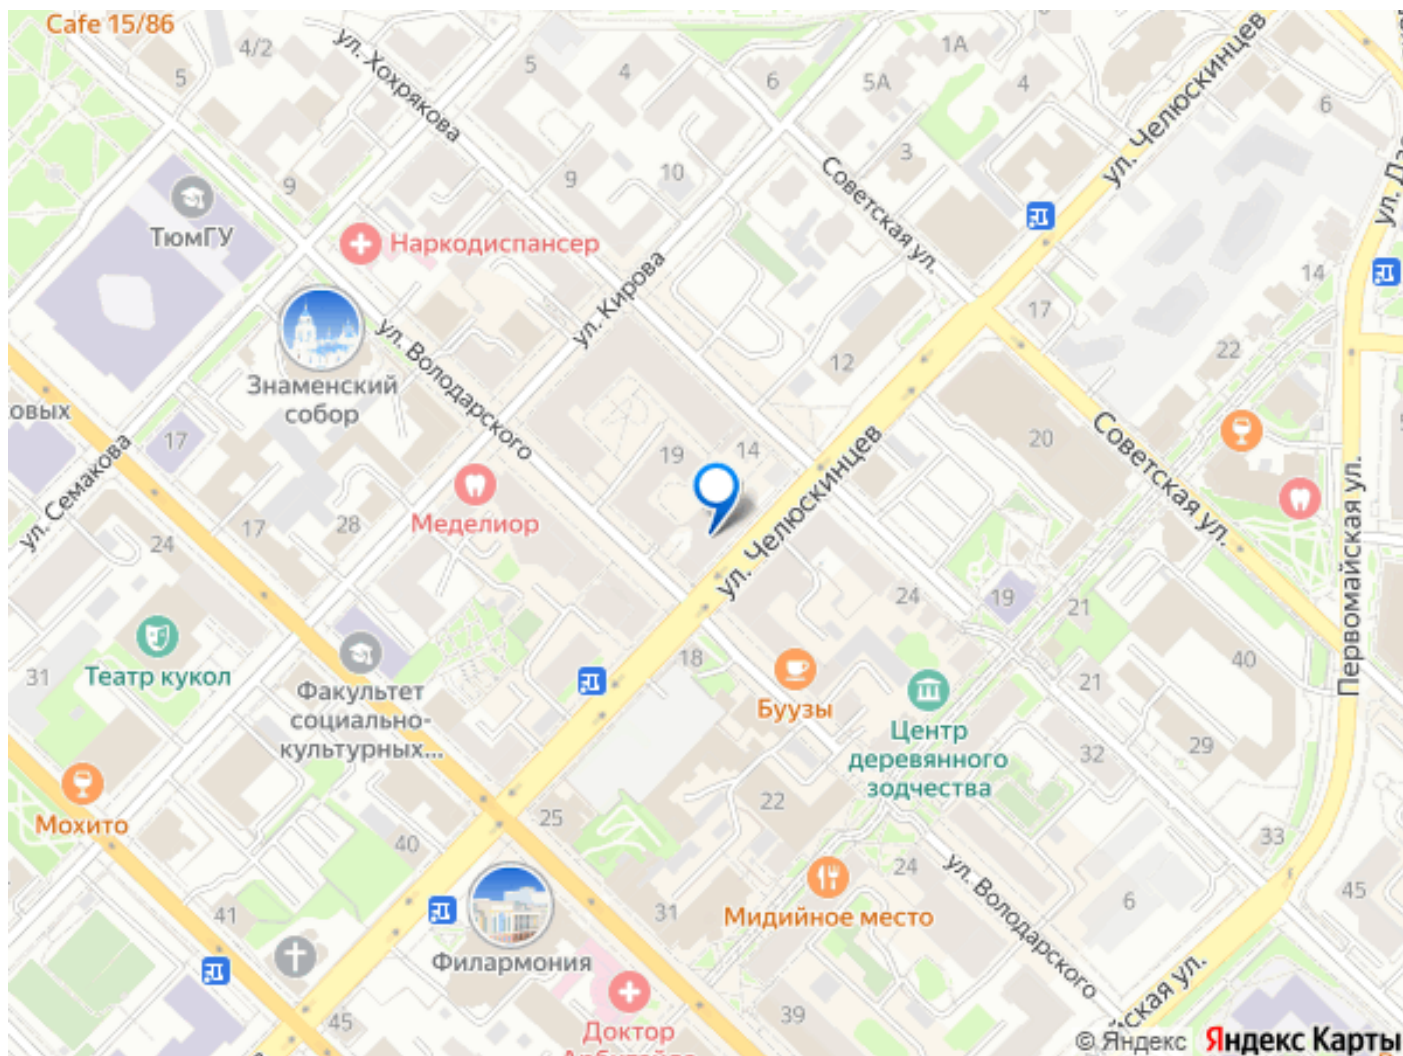 Cafe 15/86
4/2
5
ул. Хохрякова
5
4
6
1А
5А
4
ул. Челюскинцев
6
3
9
9
10
Советская ул.
ТюмГУ
Наркодиспансер
ул. Кирова
14
17
12
22
ул. Володарского
Знаменский
собор
овых
17
ул. Семакова
19
14
20
Советская ул.
ул. Челюскинцев
Первомайская ул.
Меделиор
17
28
24
24
19
21
31
Театр кукол
Факультет
социально-
культурных...
18
Буузы
Центр
деревянного
зодчества
21
40
32
29
22
25
Мохито
40
33
24
ул. Володарского
6
45
Мидийное место
31
41
Филармония
Доктор
39
45
ская ул.
© Яндекс Яндекс Карты